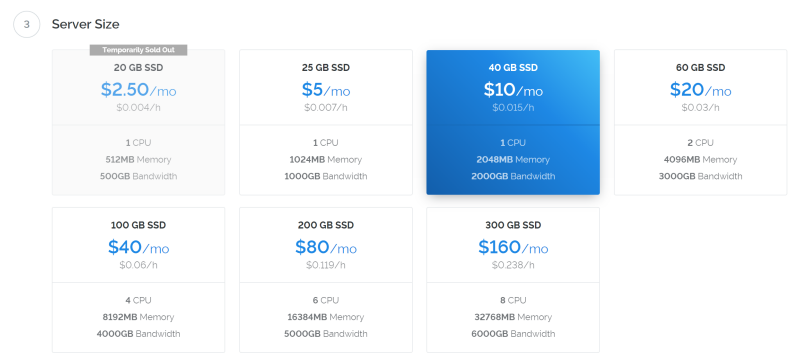 3 Server Size
Temporarily Sold Out
20 GB SSD
$2.50/mo
$0.004/h
1 CPU
512MB Memory
500GB Bandwidth
25 GB SSD
$5/mo
$0.007/h
1 CPU
1024MB Memory
1000GB Bandwidth
40 GB SSD
$10/mo
$0.015/h
1 CPU
2048MB Memory
2000GB Bandwidth
60 GB SSD
$20/mo
$0.03/h
2 CPU
4096MB Memory
3000GB Bandwidth
100 GB SSD
$40/mo
$0.06/h
4 CPU
8192MB Memory
4000GB Bandwidth
200 GB SSD
$80/mo
$0.119/h
6 CPU
16384MB Memory
5000GB Bandwidth
300 GB SSD
$160/mo
$0.238/h
8 CPU
32768MB Memory
6000GB Bandwidth